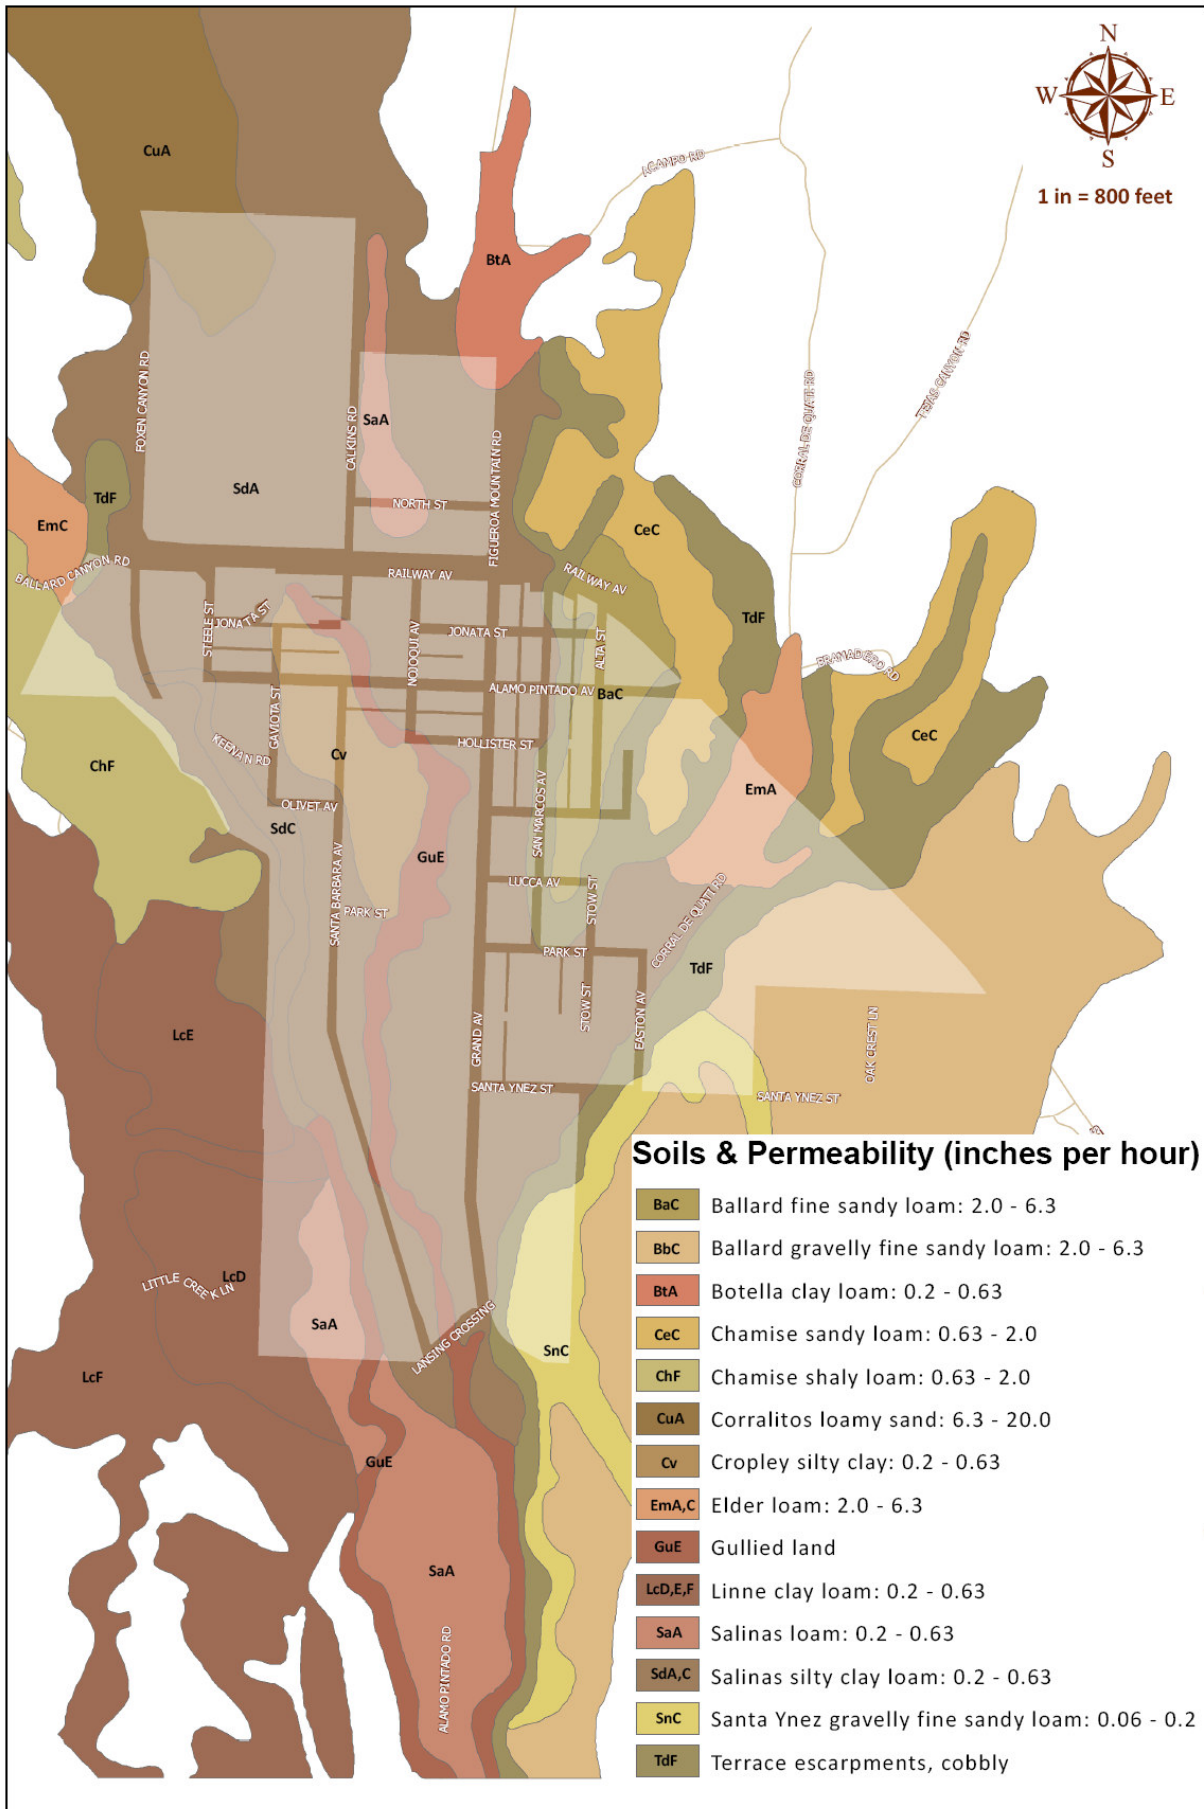 N
W E
S
1 in = 800 feet
CuA
ACAMPO RD
BtA
FOXEN CANYON RD
CALKINS RD
SaA
FIGUEROA MOUNTAIN RD
CORRAL DE QUATI RD
TEJAS CANYON RD
SdA
TdF
NORTH ST
EmC
CeC
BALLARD CANYON RD
RAILWAY AV
RAILWAY AV
STEELE ST
JONATA ST
NOJOQUI AV
JONATA ST
ALTA ST
TdF
BRAMADERO RD
ALAMO PINTADO AV
BaC
GAVIOTA ST
KEENAN RD
Cv
HOLLISTER ST
CeC
ChF
SAN MARCOS AV
EmA
OLIVET AV
SdC
GuE
SANTA BARBARA AV
LUCCA AV
STOW ST
PARK ST
CORRAL DE QUATI RD
PARK ST
TdF
STOW ST
EASTON AV
GRAND AV
OAK CREST LN
LcE
SANTA YNEZ ST
SANTA YNEZ ST
LITTLE CREEK LN
LcD
SaA
LANSING CROSSING
SnC
LcF
GuE
SaA
ALAMO PINTADO RD
Soils & Permeability (inches per hour)
BaC Ballard fine sandy loam: 2.0 - 6.3
BbC Ballard gravelly fine sandy loam: 2.0 - 6.3
BtA Botella clay loam: 0.2 - 0.63
CeC Chamise sandy loam: 0.63 - 2.0
ChF Chamise shaly loam: 0.63 - 2.0
CuA Corralitos loamy sand: 6.3 - 20.0
Cv Cropley silty clay: 0.2 - 0.63
EmA,C Elder loam: 2.0 - 6.3
GuE Gullied land
LcD,E,F Linne clay loam: 0.2 - 0.63
SaA Salinas loam: 0.2 - 0.63
SdA,C Salinas silty clay loam: 0.2 - 0.63
SnC Santa Ynez gravelly fine sandy loam: 0.06 - 0.2
TdF Terrace escarpments, cobbly